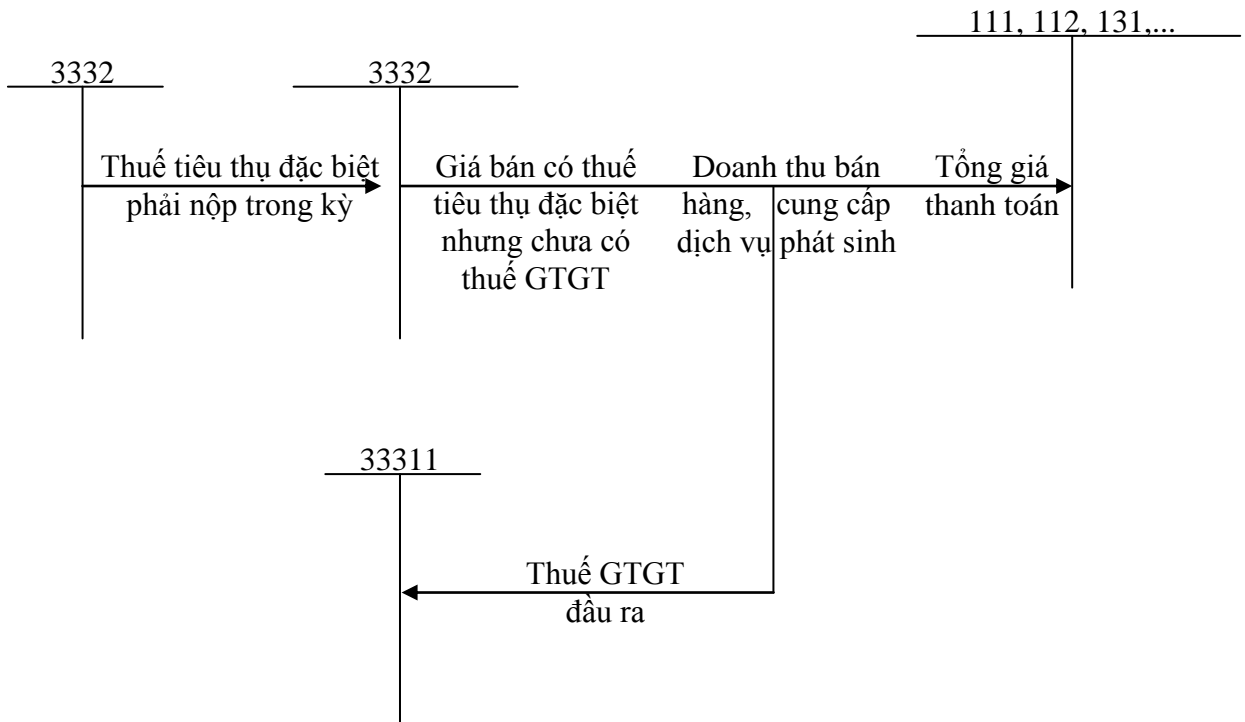 111, 112, 131,...
3332
3332
Thuế tiêu thụ đặc biệt
phải nộp trong kỳ
Giá bán có thuế
tiêu thụ đặc biệt
nhưng chưa có
thuế GTGT
Doanh thu bán
hàng, cung cấp
dịch vụ phát sinh
Tổng giá
thanh toán
33311
Thuế GTGT
đầu ra